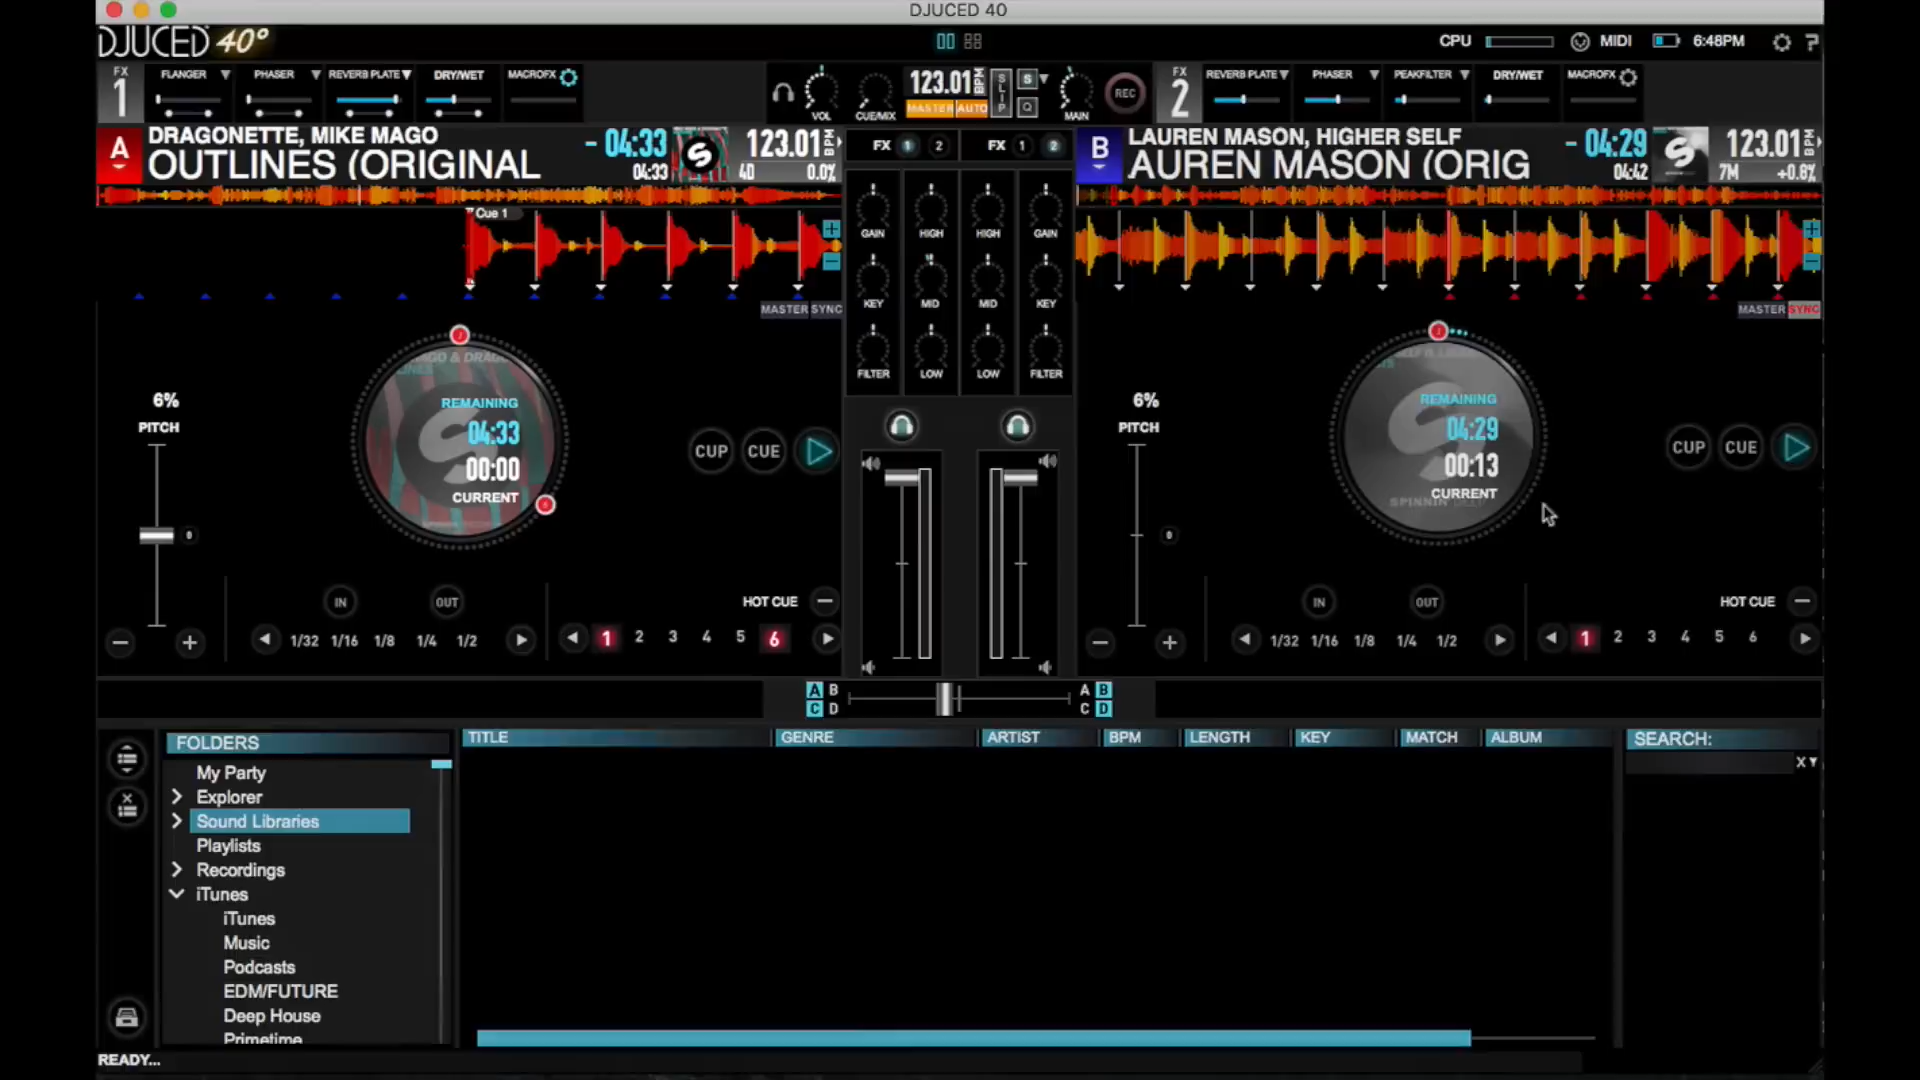 DJUCED 40
DJUCED 40°
CPU
MIDI
6:48PM
?
FX
1
FLANGER
PHASER
REVERB PLATE
DRY/WET
MACROFX
VOL
CUE/MIX
123.01 BPM
MASTER AUTO
SLIP
S
Q
MAIN
REC
FX
2
REVERB PLATE
PHASER
PEAKFILTER
DRY/WET
MACROFX
A
DRAGONETTE, MIKE MAGO
OUTLINES (ORIGINAL
- 04:33
04:33
123.01 BPM
4D
0.0%
FX 1 2
FX 1 2
B
LAUREN MASON, HIGHER SELF
AUREN MASON (ORIG
- 04:29
04:42
123.01 BPM
7M
+0.8%
Cue 1
GAIN
HIGH
HIGH
GAIN
KEY
MID
MID
KEY
FILTER
LOW
LOW
FILTER
MASTER SYNC
MASTER SYNC
6%
PITCH
0
REMAINING
04:33
00:00
CURRENT
CUP
CUE
6%
PITCH
0
REMAINING
04:29
00:13
CURRENT
CUP
CUE
IN
OUT
HOT CUE
1/32 1/16 1/8 1/4 1/2
1 2 3 4 5 6
IN
OUT
HOT CUE
1/32 1/16 1/8 1/4 1/2
1 2 3 4 5 6
A B
C D
A B
C D
FOLDERS
My Party
Explorer
Sound Libraries
Playlists
Recordings
iTunes
iTunes
Music
Podcasts
EDM/FUTURE
Deep House
Primetime
TITLE
GENRE
ARTIST
BPM
LENGTH
KEY
MATCH
ALBUM
SEARCH:
X
READY...